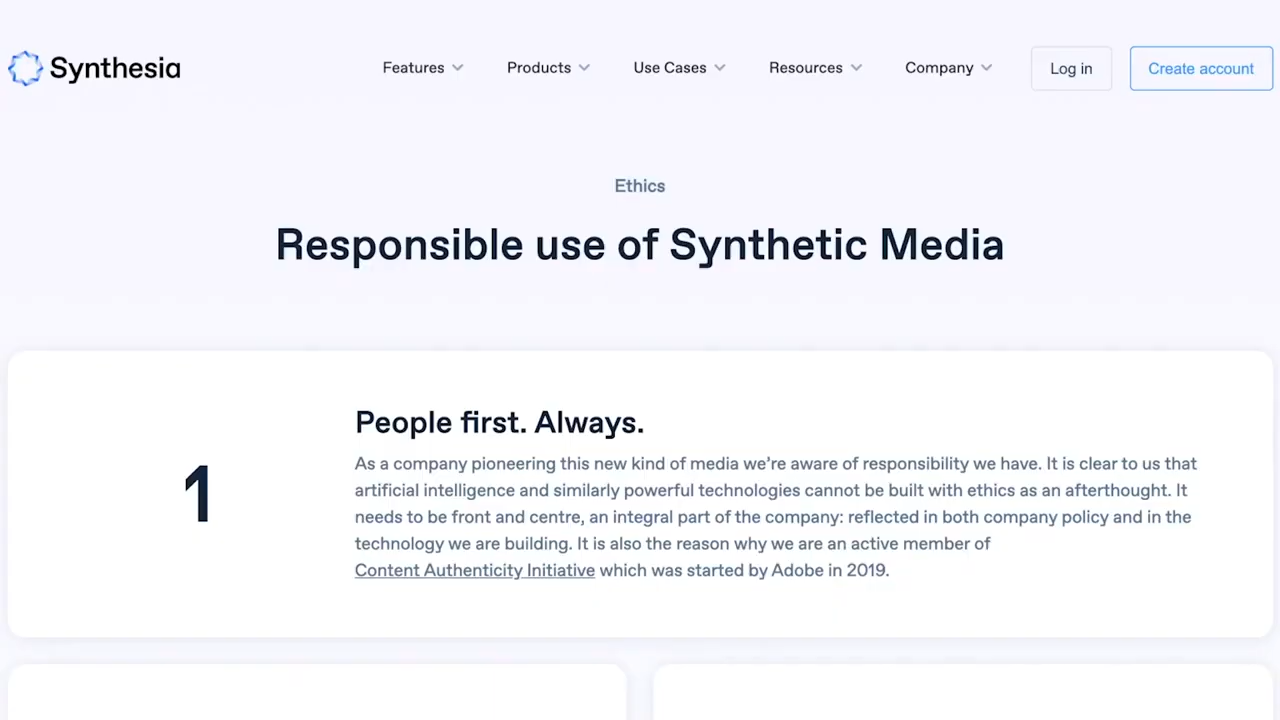 Synthesia
Features
Products
Use Cases
Resources
Company
Log in
Create account
Ethics
Responsible use of Synthetic Media
1
People first. Always.
As a company pioneering this new kind of media we’re aware of responsibility we have. It is clear to us that
artificial intelligence and similarly powerful technologies cannot be built with ethics as an afterthought. It
needs to be front and centre, an integral part of the company: reflected in both company policy and in the
technology we are building. It is also the reason why we are an active member of
Content Authenticity Initiative which was started by Adobe in 2019.